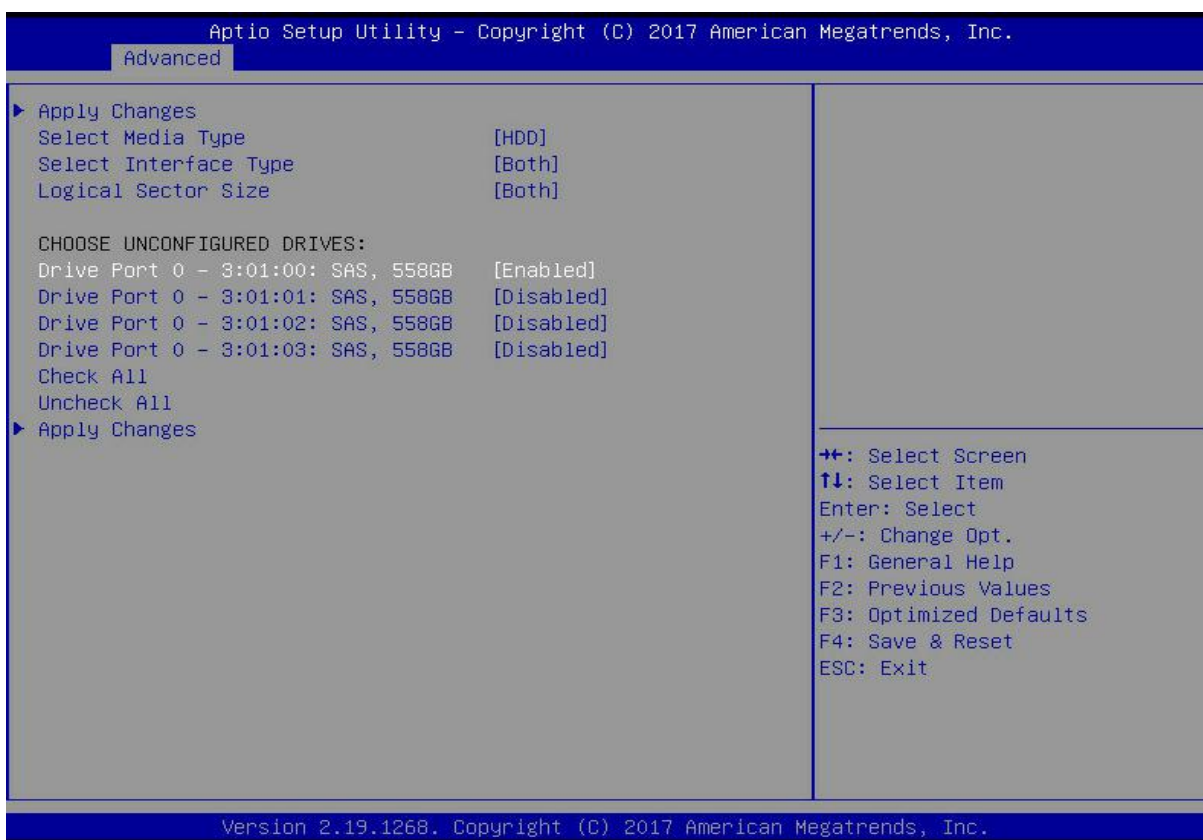 Aptio Setup Utility – Copyright (C) 2017 American Megatrends, Inc.
Advanced
▶ Apply Changes
Select Media Type [HDD]
Select Interface Type [Both]
Logical Sector Size [Both]
CHOOSE UNCONFIGURED DRIVES:
Drive Port 0 – 3:01:00: SAS, 558GB [Enabled]
Drive Port 0 – 3:01:01: SAS, 558GB [Disabled]
Drive Port 0 – 3:01:02: SAS, 558GB [Disabled]
Drive Port 0 – 3:01:03: SAS, 558GB [Disabled]
Check All
Uncheck All
▶ Apply Changes
→←: Select Screen
↑↓: Select Item
Enter: Select
+/-: Change Opt.
F1: General Help
F2: Previous Values
F3: Optimized Defaults
F4: Save & Reset
ESC: Exit
Version 2.19.1268. Copyright (C) 2017 American Megatrends, Inc.